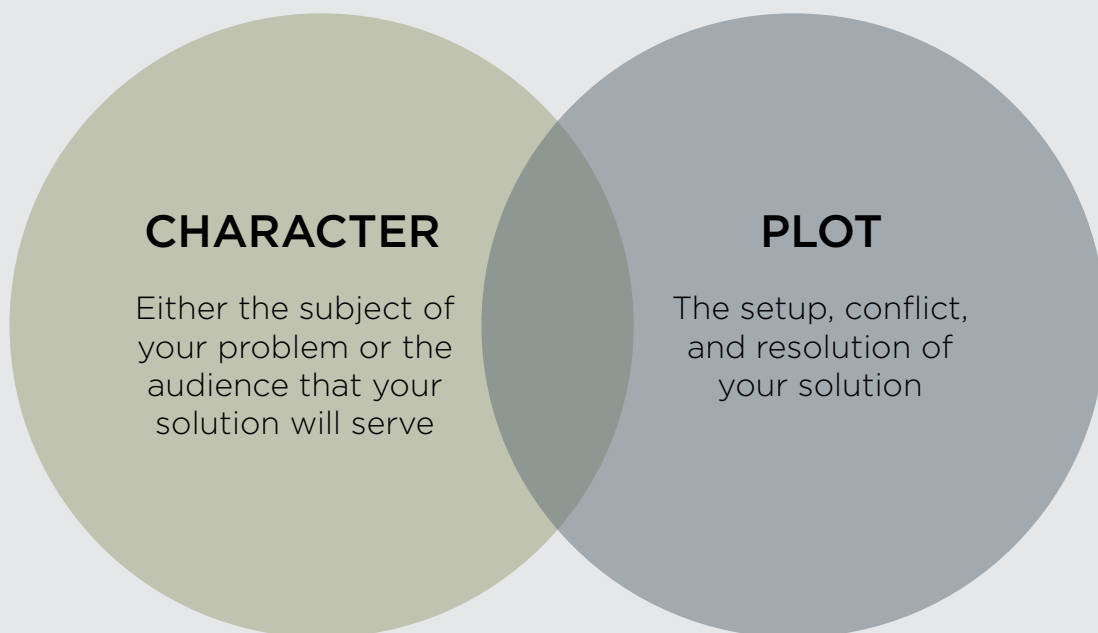 CHARACTER
Either the subject of
your problem or the
audience that your
solution will serve
PLOT
The setup, conflict,
and resolution of
your solution